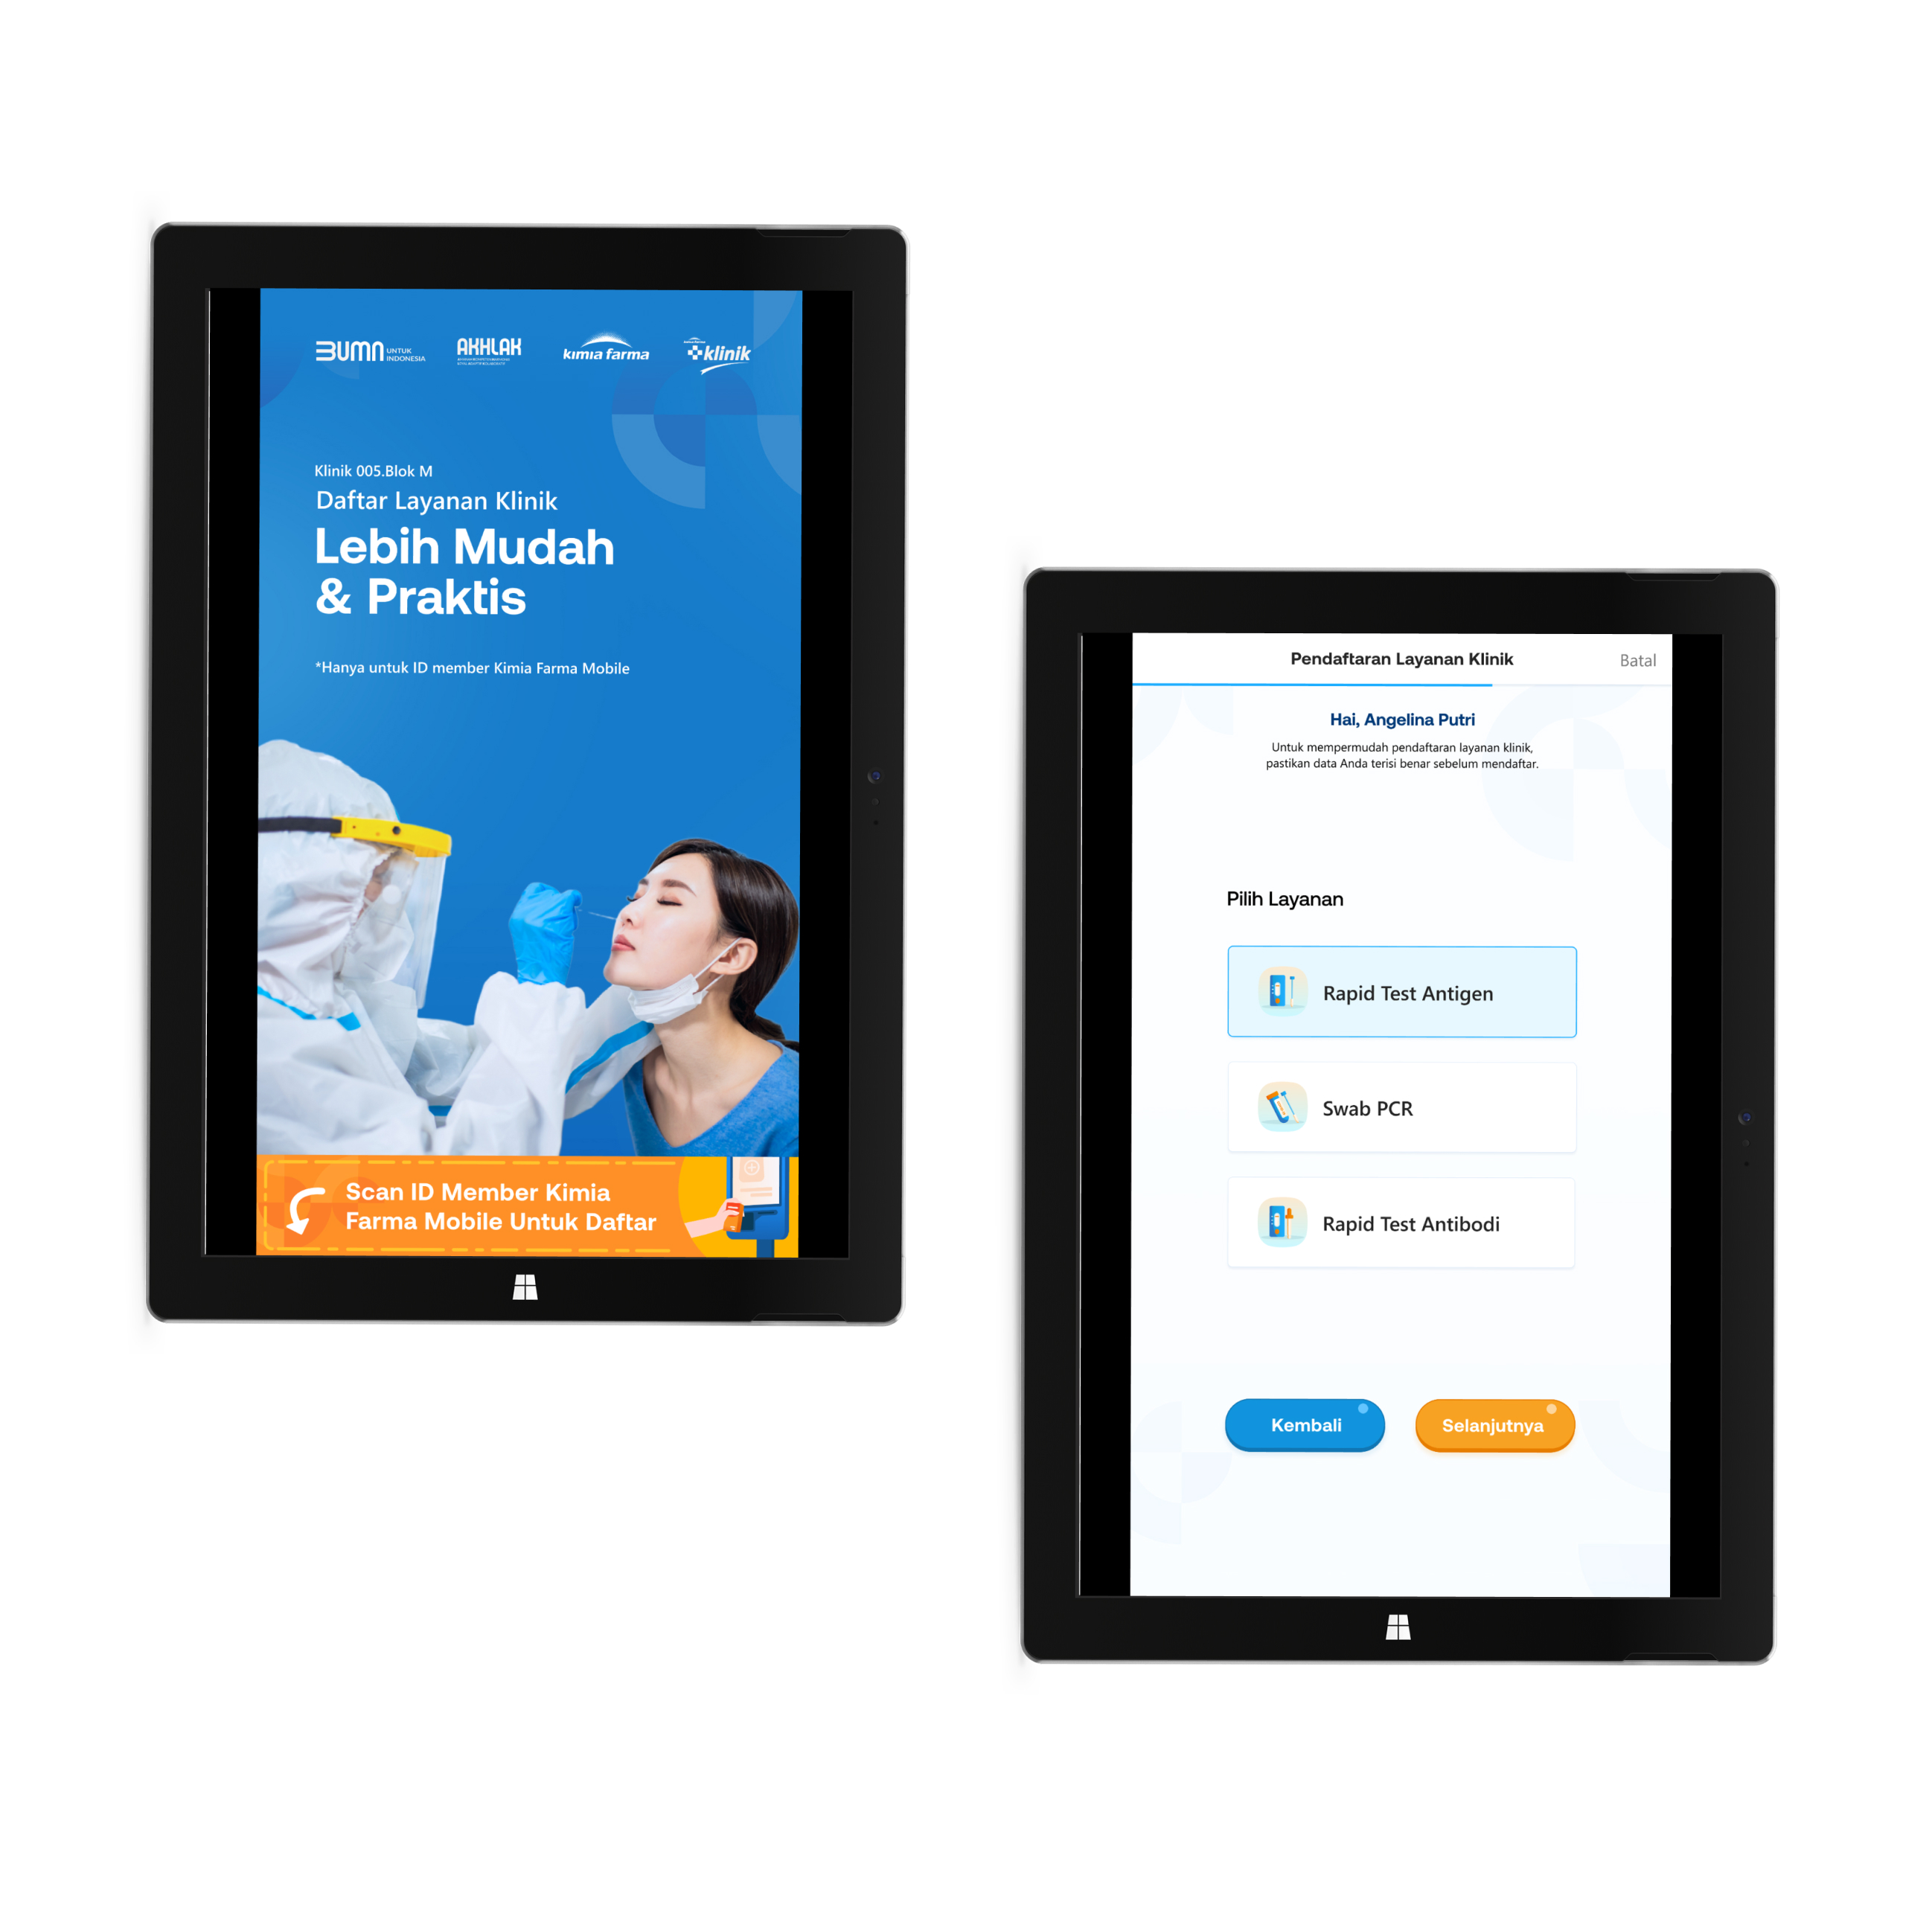 BUMN UNTUK INDONESIA
AKHLAK
kimia farma
klinik
Klinik 005.Blok M
Daftar Layanan Klinik
Lebih Mudah
& Praktis
*Hanya untuk ID member Kimia Farma Mobile
Scan ID Member Kimia
Farma Mobile Untuk Daftar
Pendaftaran Layanan Klinik
Batal
Hai, Angelina Putri
Untuk mempermudah pendaftaran layanan klinik,
pastikan data Anda terisi benar sebelum mendaftar.
Pilih Layanan
Rapid Test Antigen
Swab PCR
Rapid Test Antibodi
Kembali
Selanjutnya